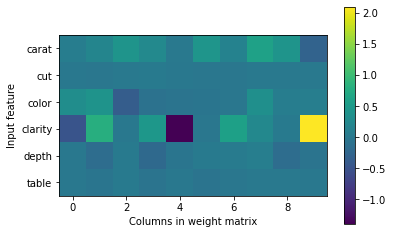 carat
cut
color
clarity
depth
table
Input feature
0
2
4
6
8
Columns in weight matrix
2.0
1.5
1.0
0.5
0.0
−0.5
−1.0